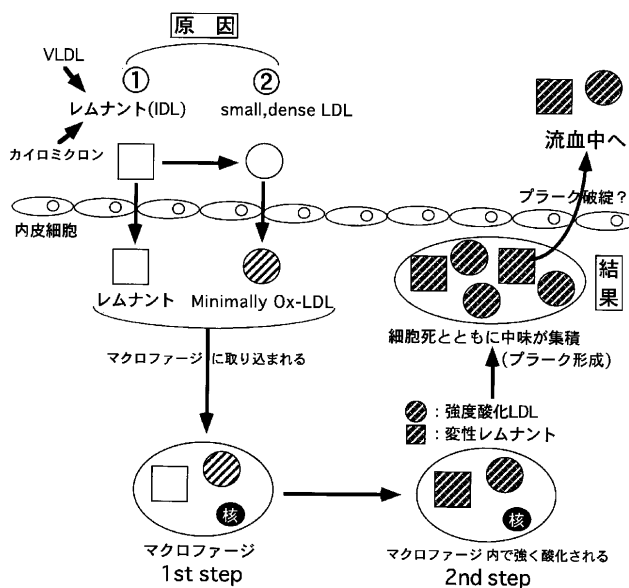 原因
VLDL
① ②
レムナント(IDL) small,dense LDL
カイロミクロン
流血中へ
プラーク破綻？
内皮細胞
レムナント Minimally Ox-LDL
結果
細胞死とともに中味が集積
(プラーク形成)
マクロファージに取り込まれる
：強度酸化LDL
：変性レムナント
核
核
マクロファージ
1st step
マクロファージ内で強く酸化される
2nd step